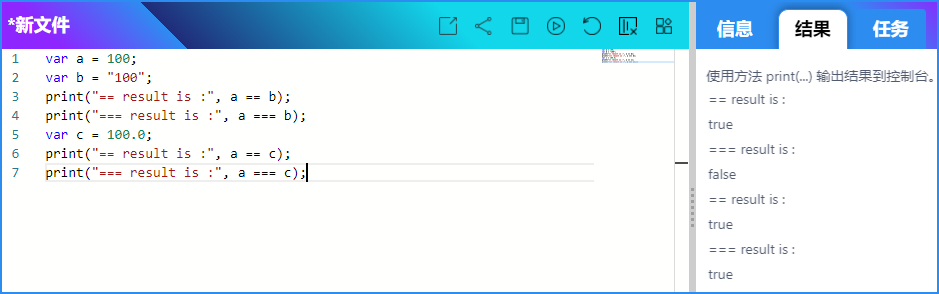 *新文件
信息
结果
任务
1 var a = 100;
2 var b = "100";
3 print("== result is :", a == b);
4 print("=== result is :", a === b);
5 var c = 100.0;
6 print("== result is :", a == c);
7 print("=== result is :", a === c);
使用方法 print(...) 输出结果到控制台。
== result is :
true
=== result is :
false
== result is :
true
=== result is :
true